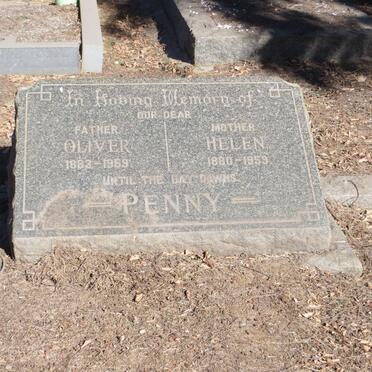 In Loving Memory of
OUR DEAR
FATHER MOTHER
OLIVER HELEN
1883-1959 1880-1953
UNTIL THE DAY DAWNS
PENNY